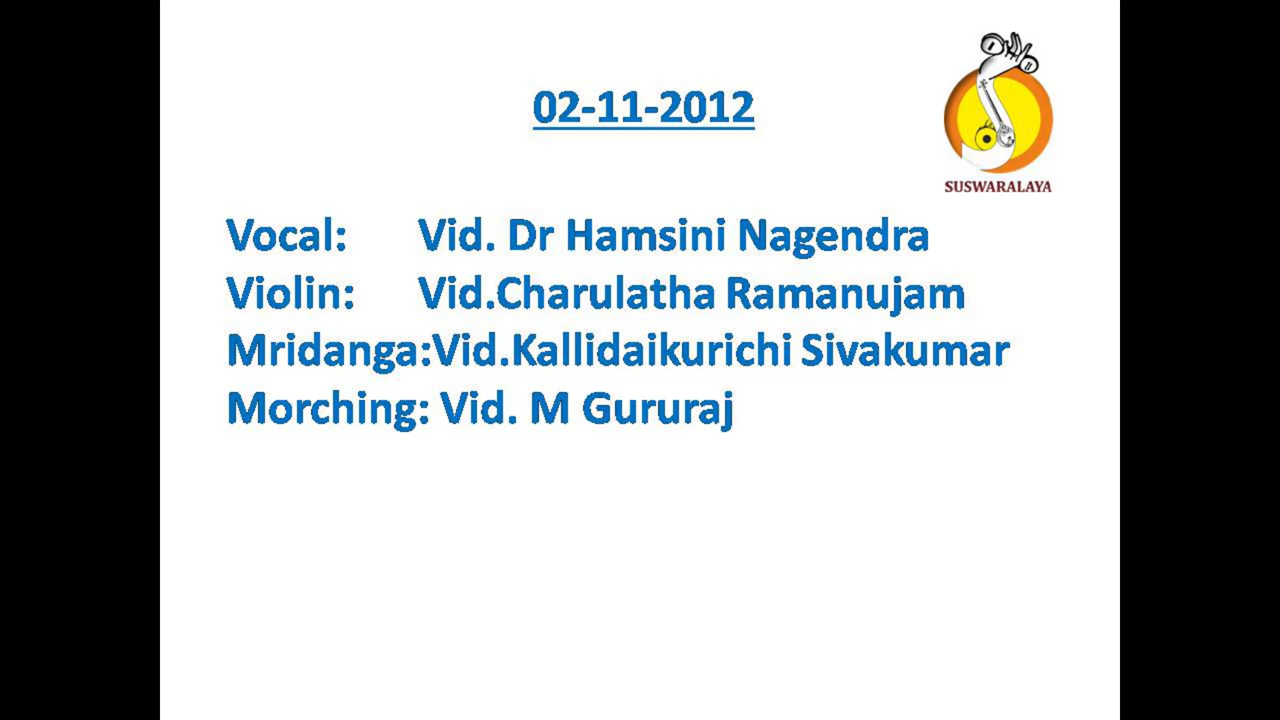 02-11-2012
SUSWARALAYA
Vocal: Vid. Dr Hamsini Nagendra
Violin: Vid.Charulatha Ramanujam
Mridanga:Vid.Kallidaikurichi Sivakumar
Morching: Vid. M Gururaj